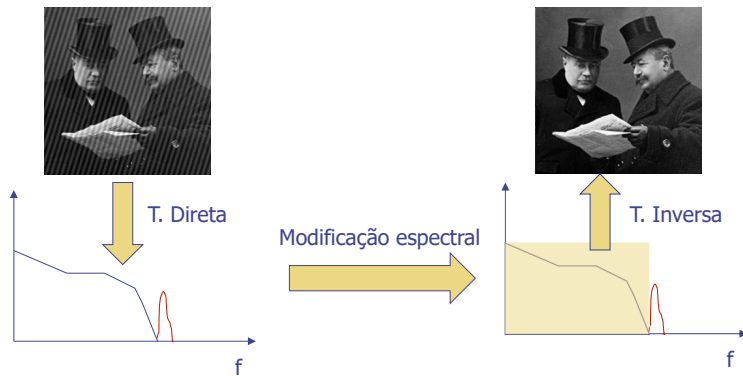 T. Direta
Modificação espectral
T. Inversa
f
f